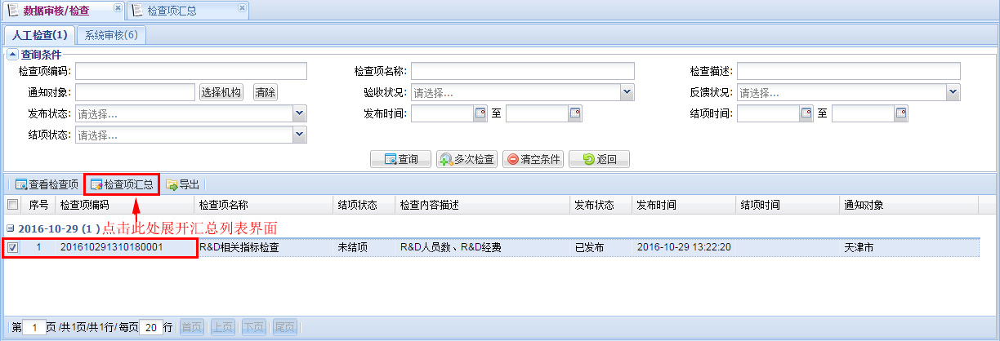 数据审核/检查 检查项汇总
人工检查(1) 系统审核(6)
查询条件
检查项编码: 检查项名称: 检查描述:
通知对象: 选择机构 清除 验收状况: 请选择... 反馈状况: 请选择...
发布状态: 请选择... 发布时间: 至 结项时间: 至
结项状态: 请选择...
查询 多次检查 清空条件 返回
查看检查项 检查项汇总 导出
序号 检查项编码 检查项名称 结项状态 检查内容描述 发布状态 发布时间 结项时间 通知对象
2016-10-29 (1) 点击此处展开汇总列表界面
1 201610291310180001 R&D相关指标检查 未结项 R&D人员数、R&D经费 已发布 2016-10-29 13:22:20 天津市
第 1 页 /共1页/共1行/ 每页 20 行 首页 上页 下页 尾页